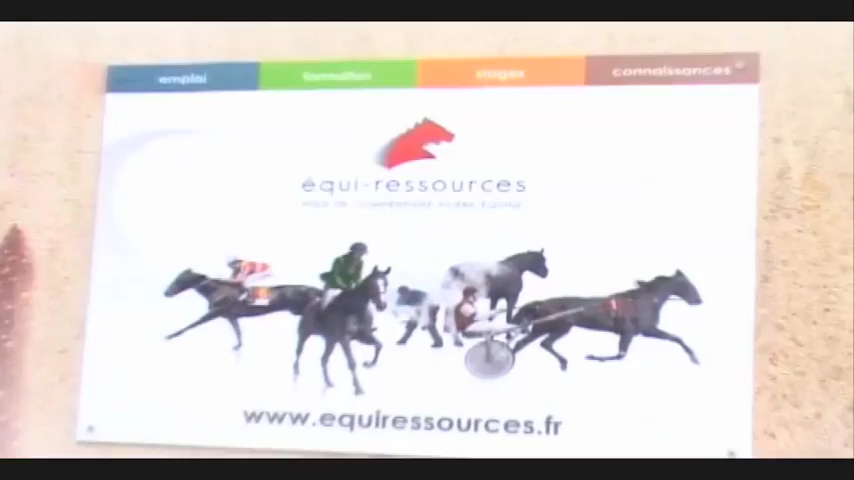 emploi formation stages connaissances
équi-ressources
www.equiressources.fr